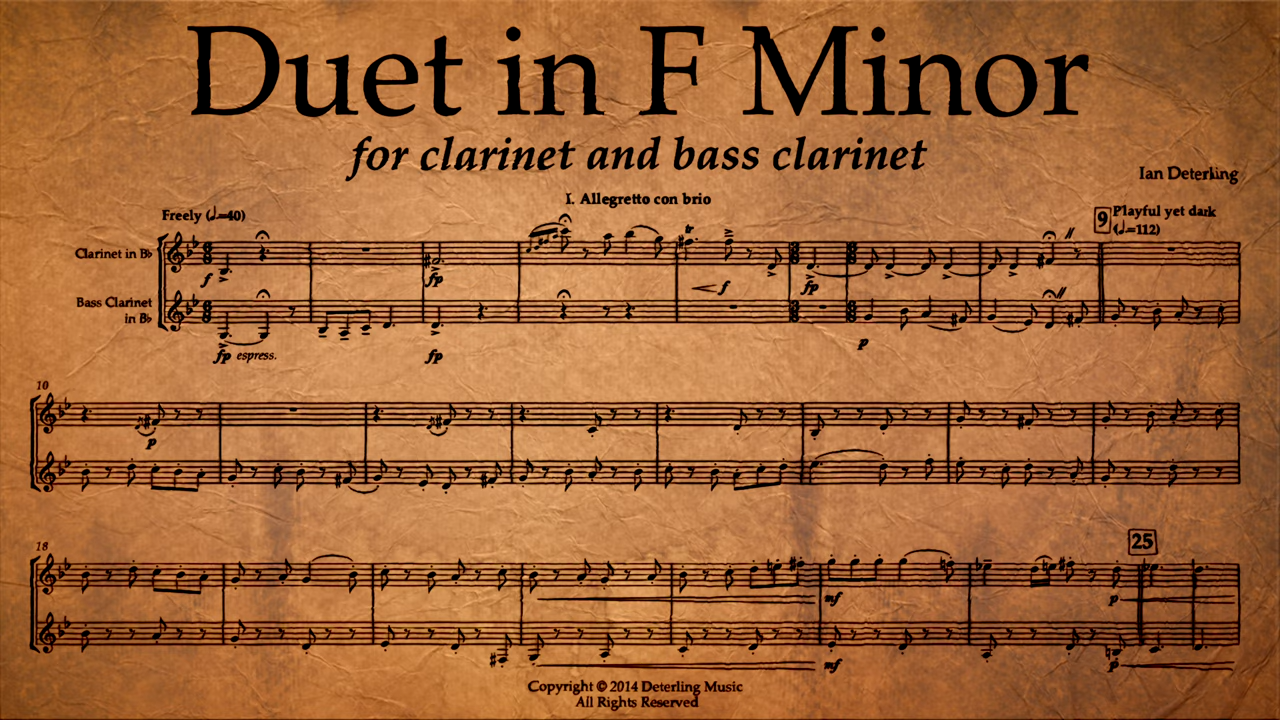 Duet in F Minor
for clarinet and bass clarinet
Ian Deterling
I. Allegretto con brio
Freely (♩=40)
9 Playful yet dark
(♩.=112)
Clarinet in B♭
f
fp
f
fp
Bass Clarinet
in B♭
fp espress.
fp
p
10
p
18
25
mf
p
mf
p
Copyright © 2014 Deterling Music
All Rights Reserved